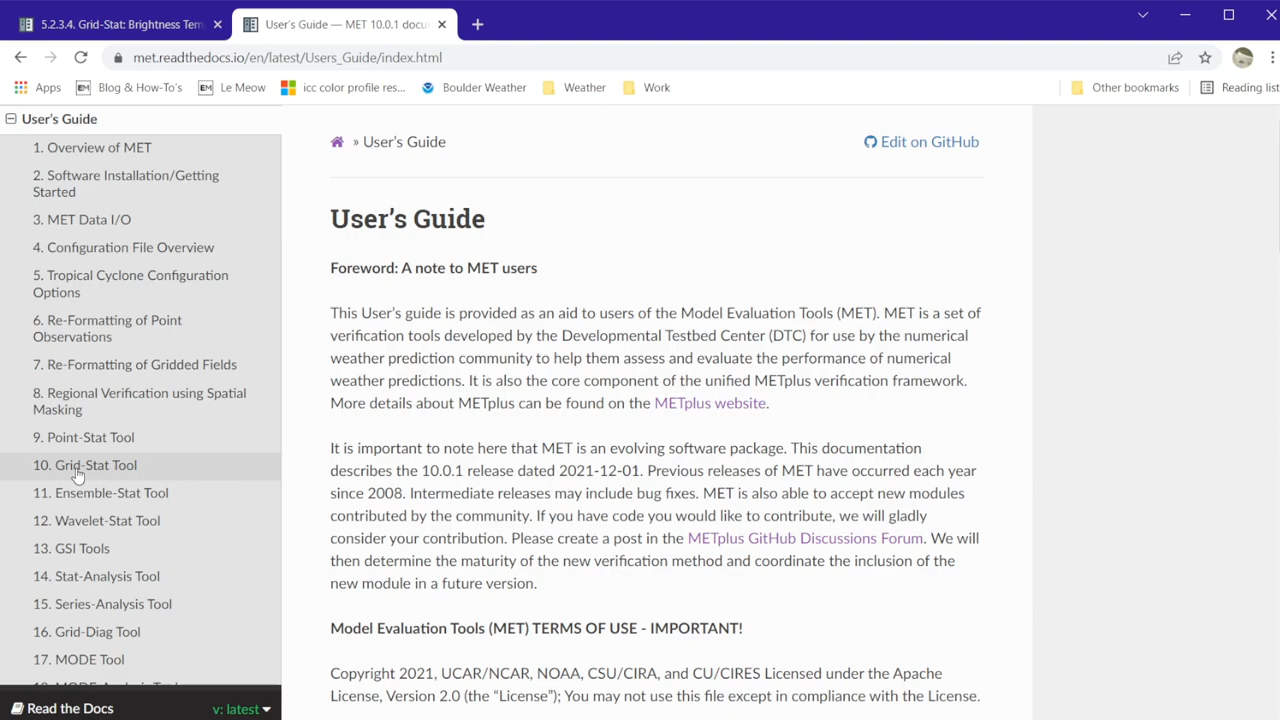 5.2.3.4. Grid-Stat: Brightness Tem
User's Guide — MET 10.0.1 docu
met.readthedocs.io/en/latest/Users_Guide/index.html
Apps
EM Blog & How-To's
EM Le Meow
icc color profile res...
Boulder Weather
Weather
Work
Other bookmarks
Reading list
User's Guide
1. Overview of MET
2. Software Installation/Getting
Started
3. MET Data I/O
4. Configuration File Overview
5. Tropical Cyclone Configuration
Options
6. Re-Formatting of Point
Observations
7. Re-Formatting of Gridded Fields
8. Regional Verification using Spatial
Masking
9. Point-Stat Tool
10. Grid-Stat Tool
11. Ensemble-Stat Tool
12. Wavelet-Stat Tool
13. GSI Tools
14. Stat-Analysis Tool
15. Series-Analysis Tool
16. Grid-Diag Tool
17. MODE Tool
Read the Docs
v: latest
» User's Guide
Edit on GitHub
User's Guide
Foreword: A note to MET users
This User's guide is provided as an aid to users of the Model Evaluation Tools (MET). MET is a set of
verification tools developed by the Developmental Testbed Center (DTC) for use by the numerical
weather prediction community to help them assess and evaluate the performance of numerical
weather predictions. It is also the core component of the unified METplus verification framework.
More details about METplus can be found on the METplus website.
It is important to note here that MET is an evolving software package. This documentation
describes the 10.0.1 release dated 2021-12-01. Previous releases of MET have occurred each year
since 2008. Intermediate releases may include bug fixes. MET is also able to accept new modules
contributed by the community. If you have code you would like to contribute, we will gladly
consider your contribution. Please create a post in the METplus GitHub Discussions Forum. We will
then determine the maturity of the new verification method and coordinate the inclusion of the
new module in a future version.
Model Evaluation Tools (MET) TERMS OF USE - IMPORTANT!
Copyright 2021, UCAR/NCAR, NOAA, CSU/CIRA, and CU/CIRES Licensed under the Apache
License, Version 2.0 (the "License"); You may not use this file except in compliance with the License.